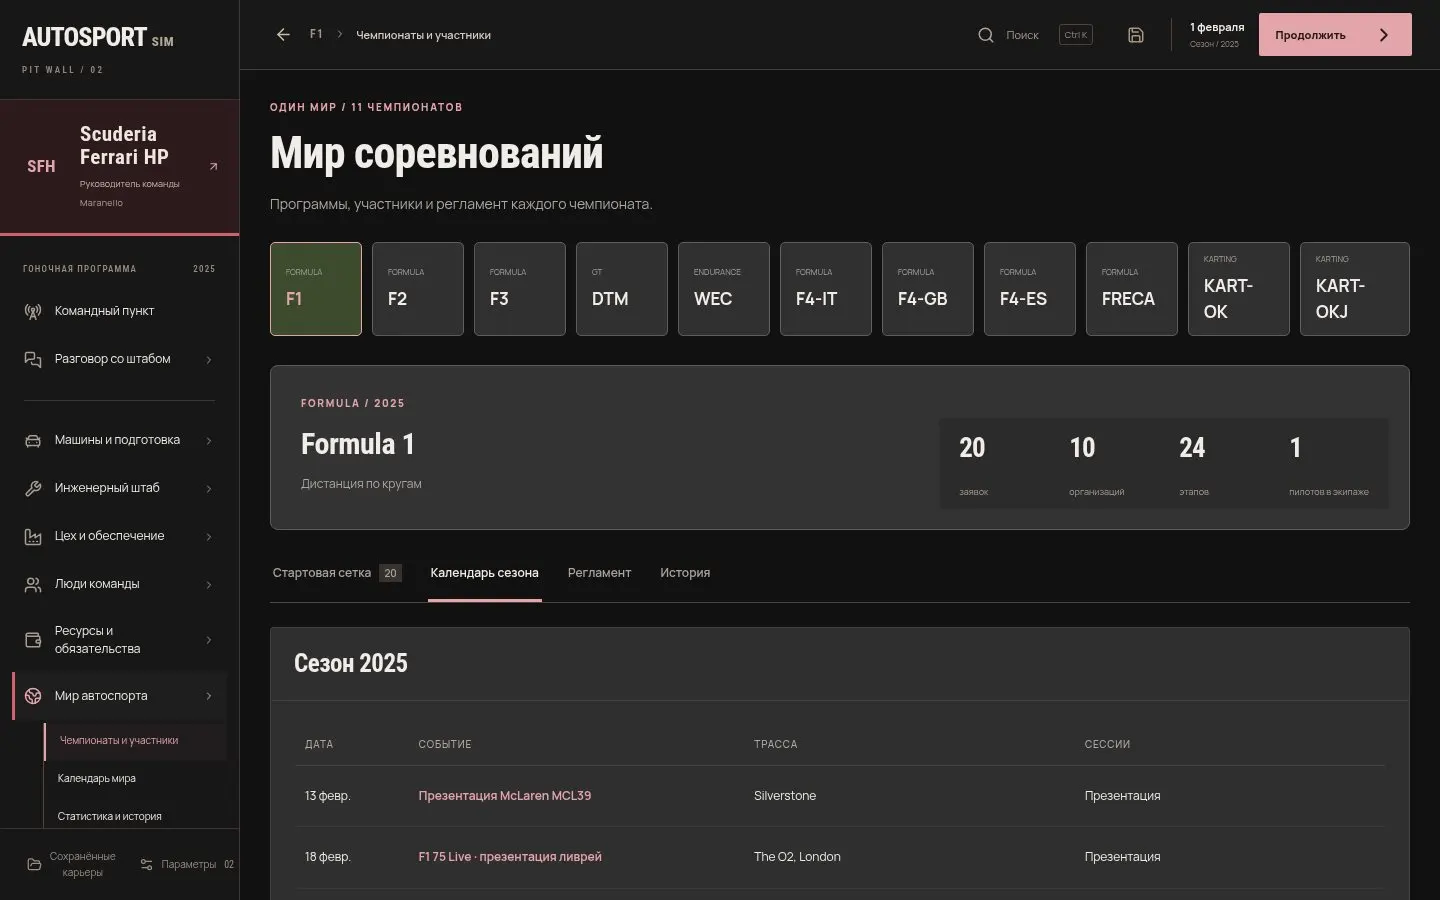 AUTOSPORT SIM
PIT WALL / 02
SFH
Scuderia
Ferrari HP
Руководитель команды
Maranello
ГОНОЧНАЯ ПРОГРАММА 2025
Командный пункт
Разговор со штабом
Машины и подготовка
Инженерный штаб
Цех и обеспечение
Люди команды
Ресурсы и
обязательства
Мир автоспорта
Чемпионаты и участники
Календарь мира
Статистика и история
Сохранённые
карьеры
Параметры 02
F1
Чемпионаты и участники
Поиск Ctrl K
1 февраля
Сезон / 2025
Продолжить
ОДИН МИР / 11 ЧЕМПИОНАТОВ
Мир соревнований
Программы, участники и регламент каждого чемпионата.
FORMULA
F1
FORMULA
F2
FORMULA
F3
GT
DTM
ENDURANCE
WEC
FORMULA
F4-IT
FORMULA
F4-GB
FORMULA
F4-ES
FORMULA
FRECA
KARTING
KART-
OK
KARTING
KART-
OKJ
FORMULA / 2025
Formula 1
Дистанция по кругам
20
заявок
10
организаций
24
этапов
1
пилотов в экипаже
Стартовая сетка 20
Календарь сезона
Регламент
История
Сезон 2025
ДАТА СОБЫТИЕ ТРАССА СЕССИИ
13 февр. Презентация McLaren MCL39 Silverstone Презентация
18 февр. F1 75 Live · презентация ливрей The O2, London Презентация